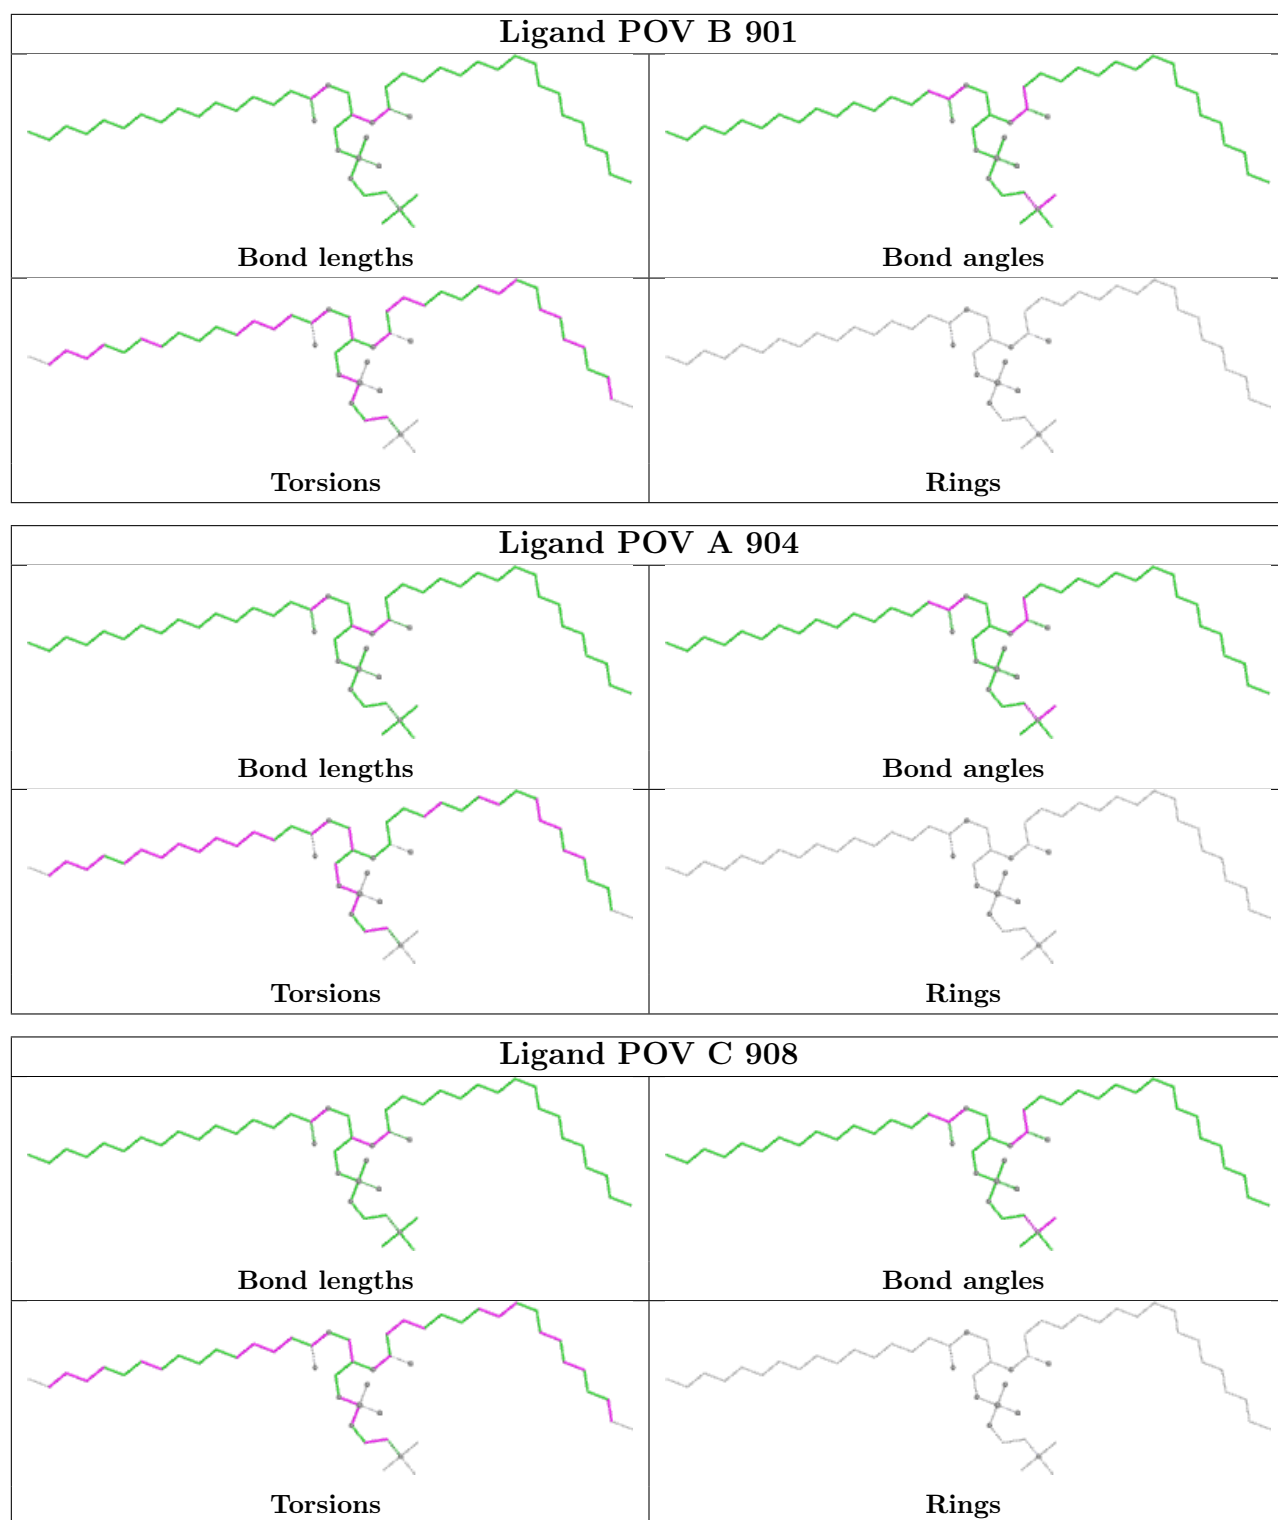 Ligand POV B 901
Bond lengths
Bond angles
Torsions
Rings
Ligand POV A 904
Bond lengths
Bond angles
Torsions
Rings
Ligand POV C 908
Bond lengths
Bond angles
Torsions
Rings